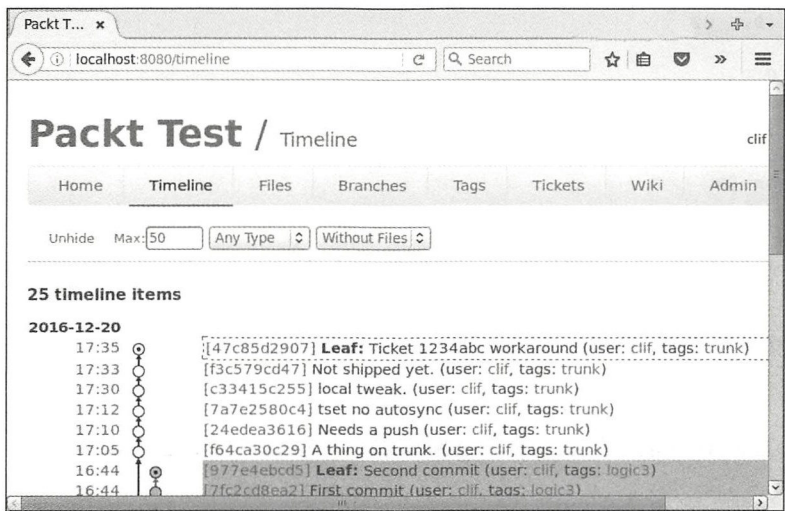 Packt T... ×
localhost:8080/timeline Search
Packt Test / Timeline clif
Home Timeline Files Branches Tags Tickets Wiki Admin
Unhide Max: 50 Any Type Without Files
25 timeline items
2016-12-20
17:35 [47c85d2907] Leaf: Ticket 1234abc workaround (user: clif, tags: trunk)
17:33 [f3c579cd47] Not shipped yet. (user: clif, tags: trunk)
17:30 [c33415c255] local tweak. (user: clif, tags: trunk)
17:12 [7a7e2580c4] tset no autosync (user: clif, tags: trunk)
17:10 [24edea3616] Needs a push (user: clif, tags: trunk)
17:05 [f64ca30c29] A thing on trunk. (user: clif, tags: trunk)
16:44 [977e4ebcd5] Leaf: Second commit (user: clif, tags: logic3)
16:44 [7fc2cd8ea2] First commit (user: clif, tags: logic3)